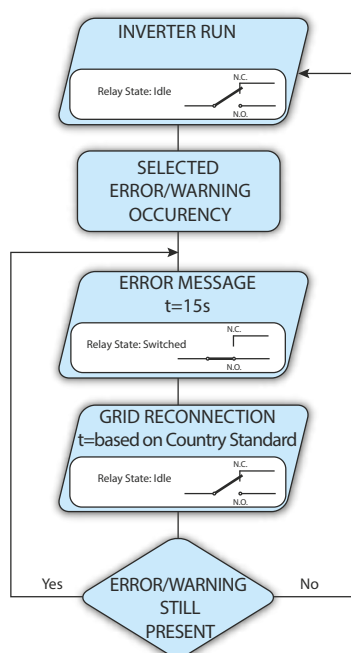 INVERTER RUN
N.C.
Relay State: Idle
N.O.
SELECTED
ERROR/WARNING
OCCURENCY
ERROR MESSAGE
t=15s
N.C.
Relay State: Switched
N.O.
GRID RECONNECTION
t=based on Country Standard
N.C.
Relay State: Idle
N.O.
Yes
No
ERROR/WARNING
STILL
PRESENT